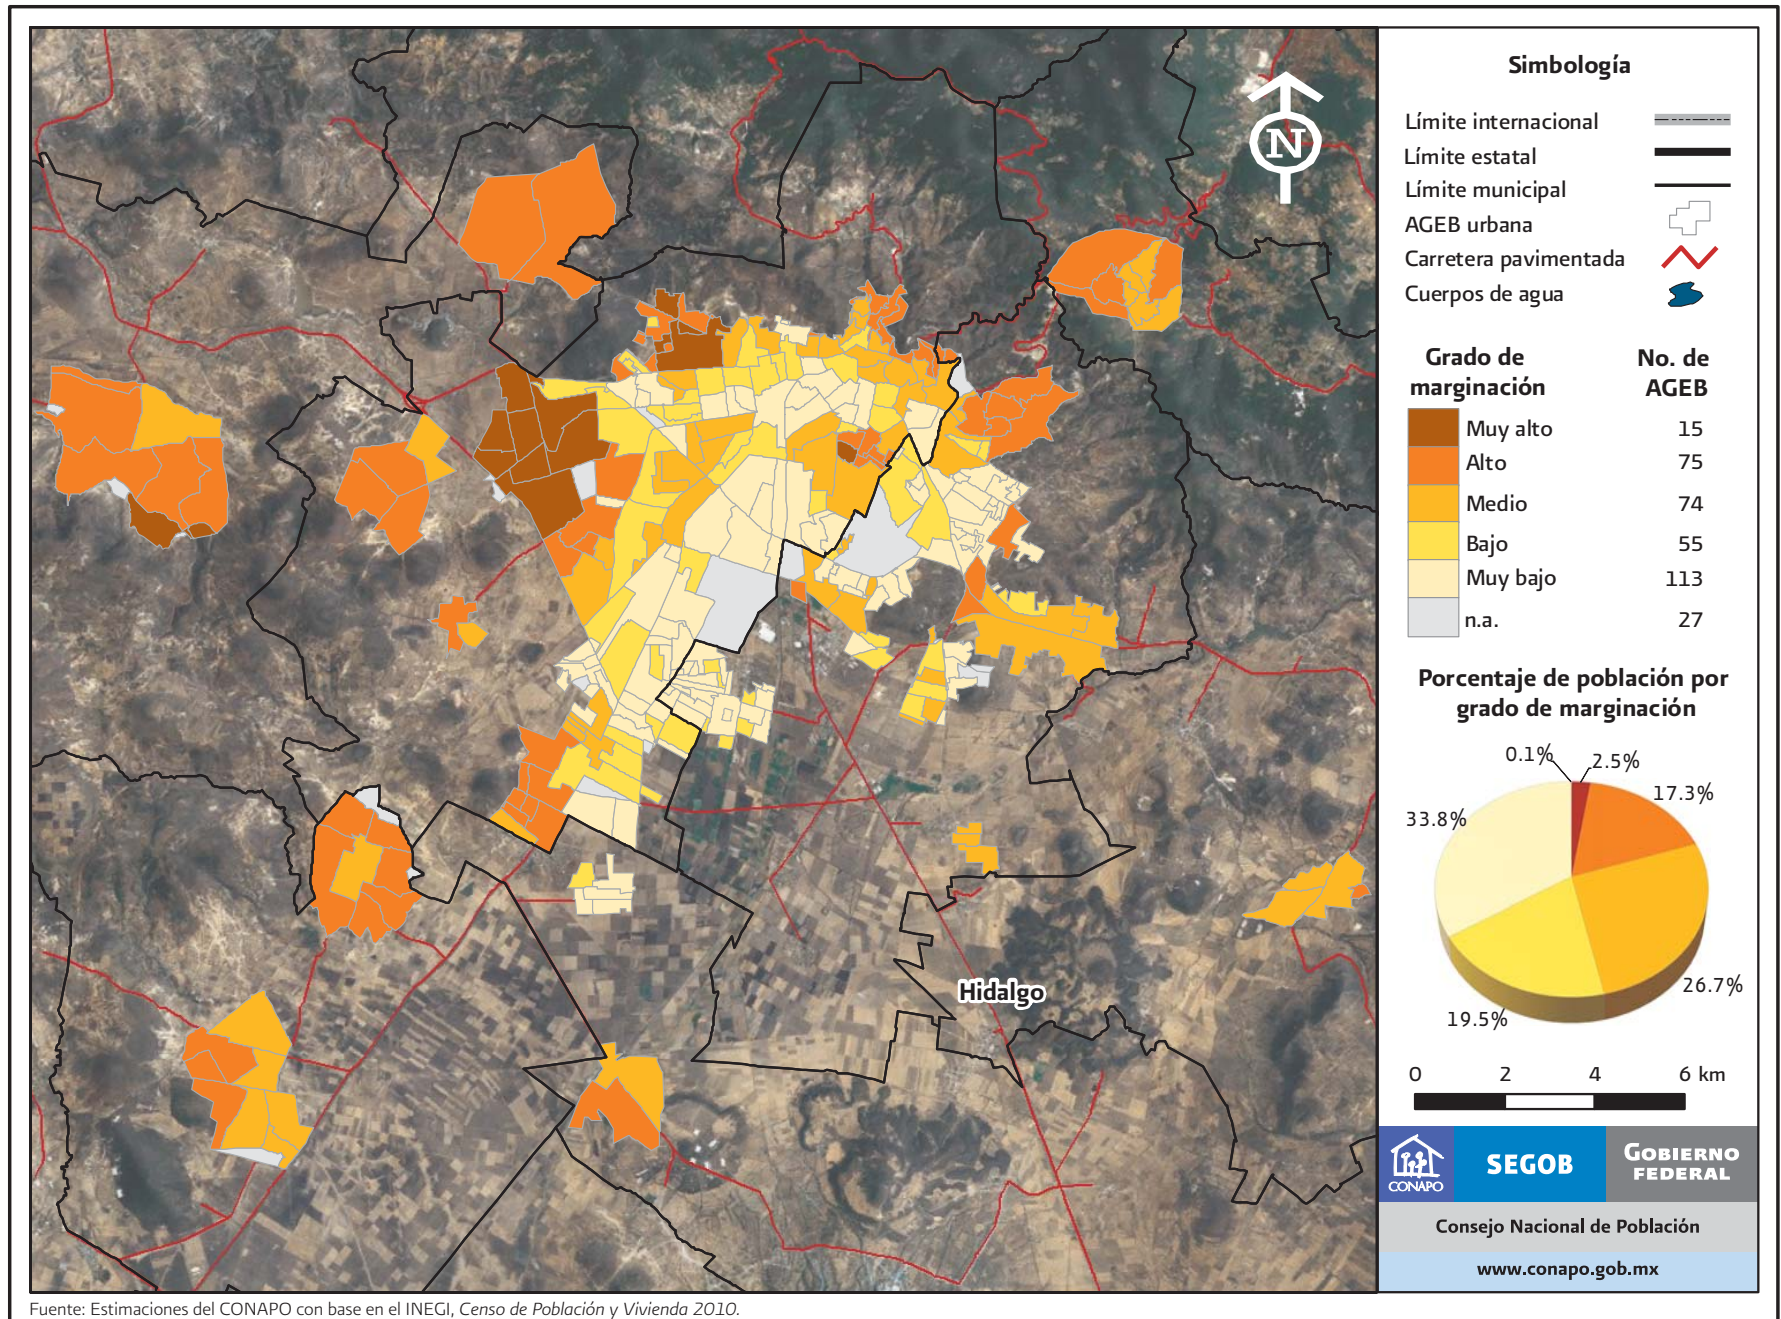 Simbología
Límite internacional
Límite estatal
Límite municipal
AGEB urbana
Carretera pavimentada
Cuerpos de agua
Grado de marginación
No. de AGEB
Muy alto 15
Alto 75
Medio 74
Bajo 55
Muy bajo 113
n.a. 27
Porcentaje de población por
grado de marginación
0.1%
2.5%
17.3%
33.8%
26.7%
19.5%
0 2 4 6 km
N
Hidalgo
CONAPO
SEGOB
GOBIERNO
FEDERAL
Consejo Nacional de Población
www.conapo.gob.mx
Fuente: Estimaciones del CONAPO con base en el INEGI, Censo de Población y Vivienda 2010.